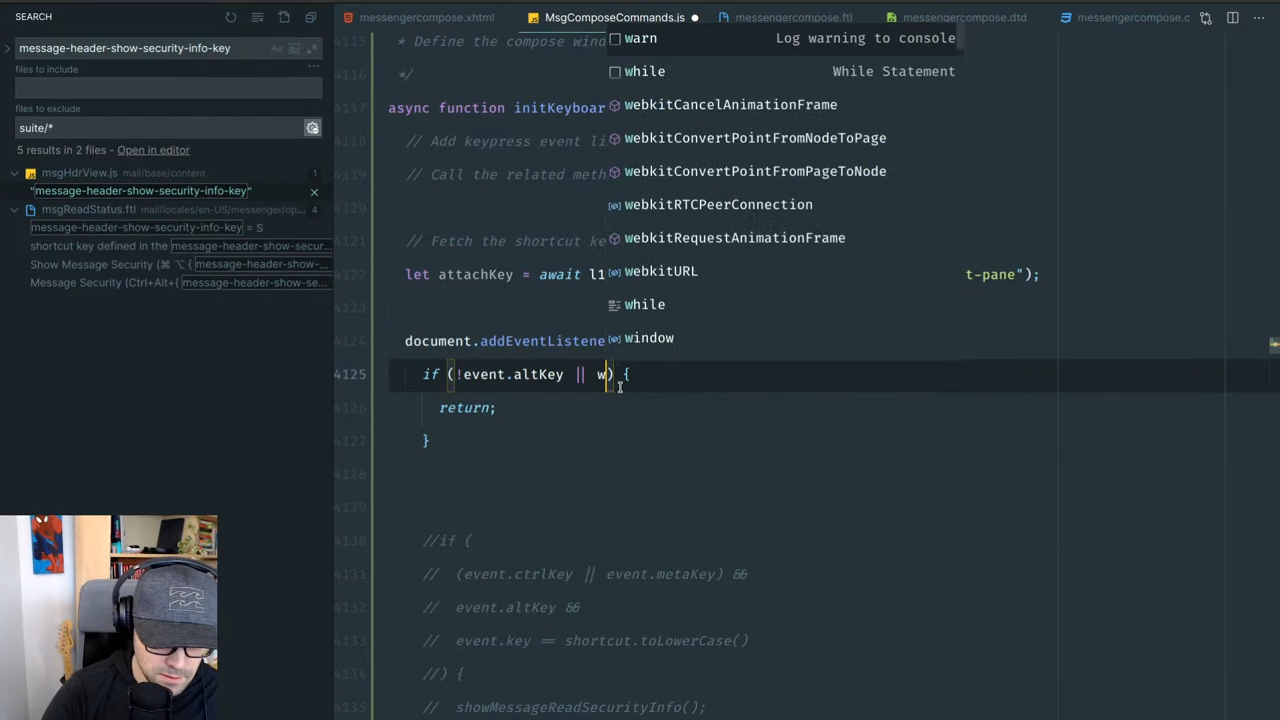 SEARCH
message-header-show-security-info-key
Aa
files to include
files to exclude
suite/*
5 results in 2 files - Open in editor
msgHdrView.js mail/base/content 1
"message-header-show-security-info-key"
msgReadStatus.ftl mail/locales/en-US/messenger/op... 4
message-header-show-security-info-key = S
shortcut key defined in the message-header-show-secur...
Show Message Security (⌘ ⌥ { message-header-show-...
Message Security (Ctrl+Alt+{ message-header-show-se...
messengercompose.xhtml
MsgComposeCommands.js
messengercompose.ftl
messengercompose.dtd
messengercompose.c
4115 * Define the compose wind
4116 */
4117 async function initKeyboar
4118 // Add keypress event li
4119 // Call the related meth
4120
4121 // Fetch the shortcut ke
4122 let attachKey = await l1 t-pane");
4123
4124 document.addEventListene
4125 if (!event.altKey || w) {
4126 return;
4127 }
4128
4129
4130 //if (
4131 // (event.ctrlKey || event.metaKey) &&
4132 // event.altKey &&
4133 // event.key == shortcut.toLowerCase()
4134 //) {
4135 // showMessageReadSecurityInfo();
warn Log warning to console
while While Statement
webkitCancelAnimationFrame
webkitConvertPointFromNodeToPage
webkitConvertPointFromPageToNode
webkitRTCPeerConnection
webkitRequestAnimationFrame
webkitURL
while
window